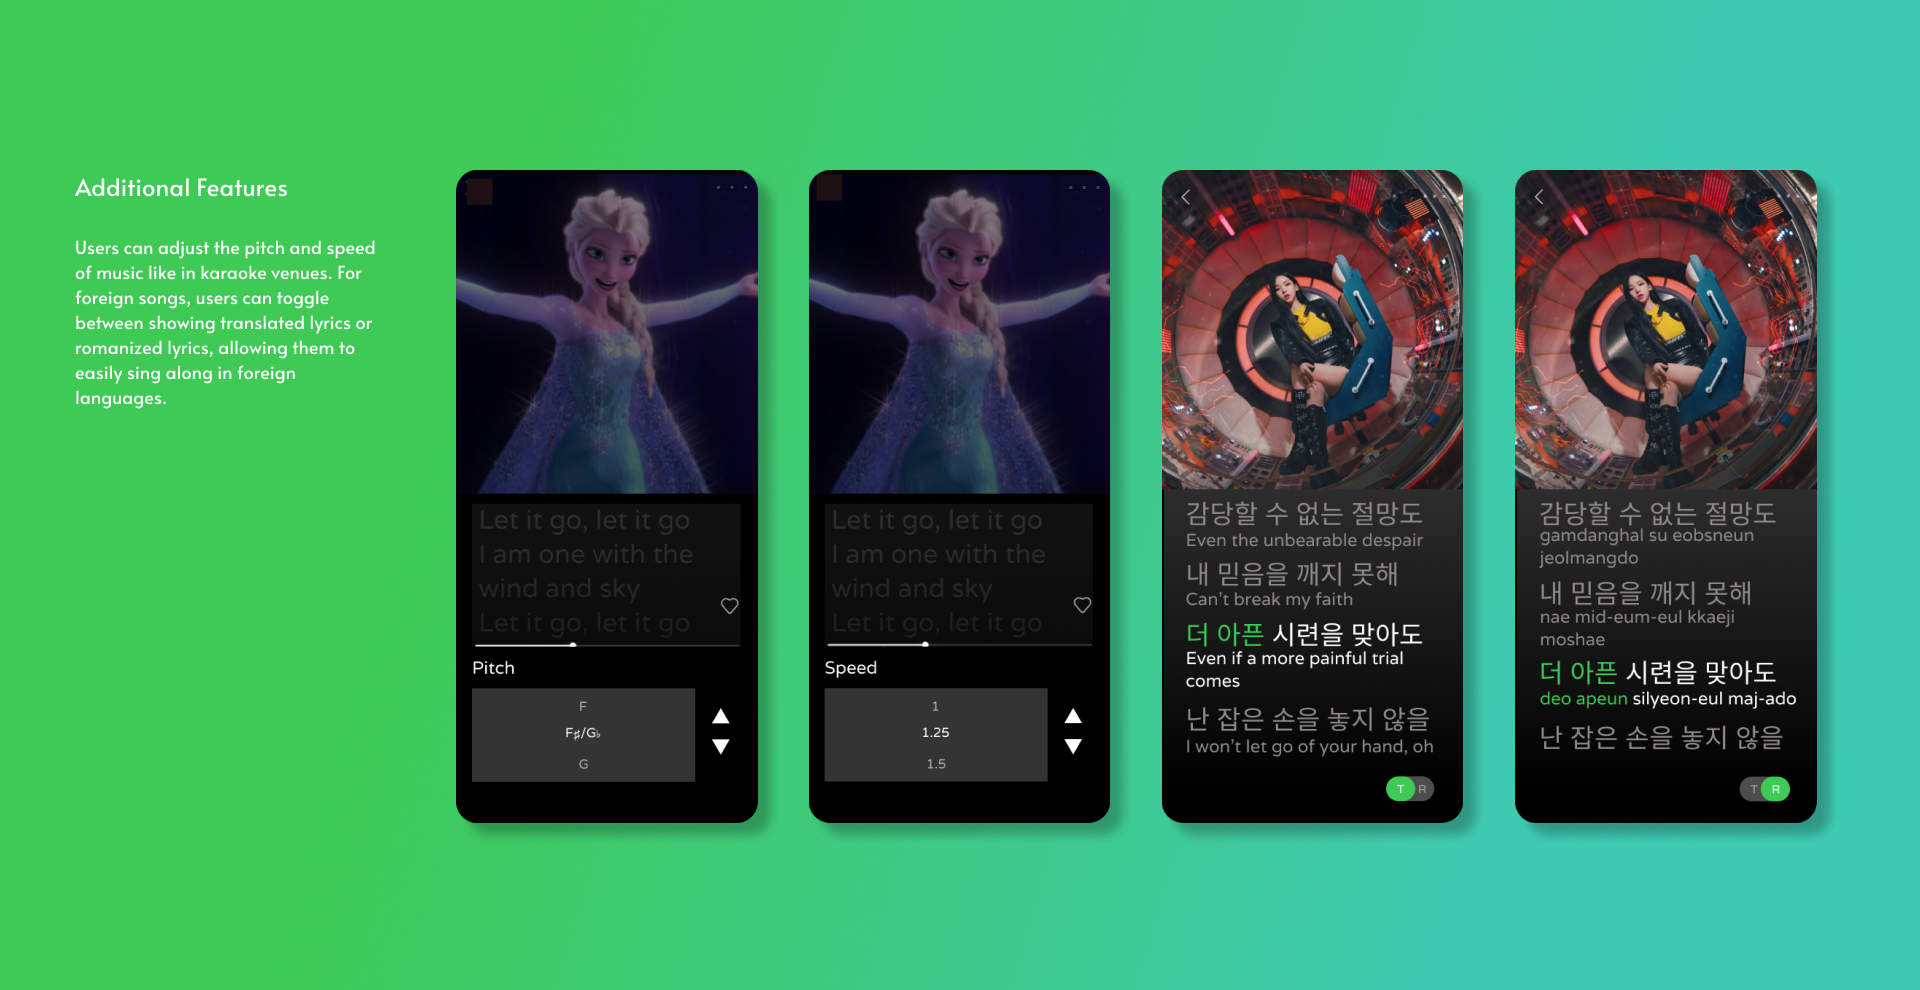 Additional Features
Users can adjust the pitch and speed
of music like in karaoke venues. For
foreign songs, users can toggle
between showing translated lyrics or
romanized lyrics, allowing them to
easily sing along in foreign
languages.
Let it go, let it go
I am one with the
wind and sky
Let it go, let it go
Pitch
F
F♯/G♭
G
Let it go, let it go
I am one with the
wind and sky
Let it go, let it go
Speed
1
1.25
1.5
감당할 수 없는 절망도
Even the unbearable despair
내 믿음을 깨지 못해
Can't break my faith
더 아픈 시련을 맞아도
Even if a more painful trial
comes
난 잡은 손을 놓지 않을
I won't let go of your hand, oh
T R
감당할 수 없는 절망도
gamdanghal su eobsneun
jeolmangdo
내 믿음을 깨지 못해
nae mid-eum-eul kkaeji
moshae
더 아픈 시련을 맞아도
deo apeun silyeon-eul maj-ado
난 잡은 손을 놓지 않을
T R